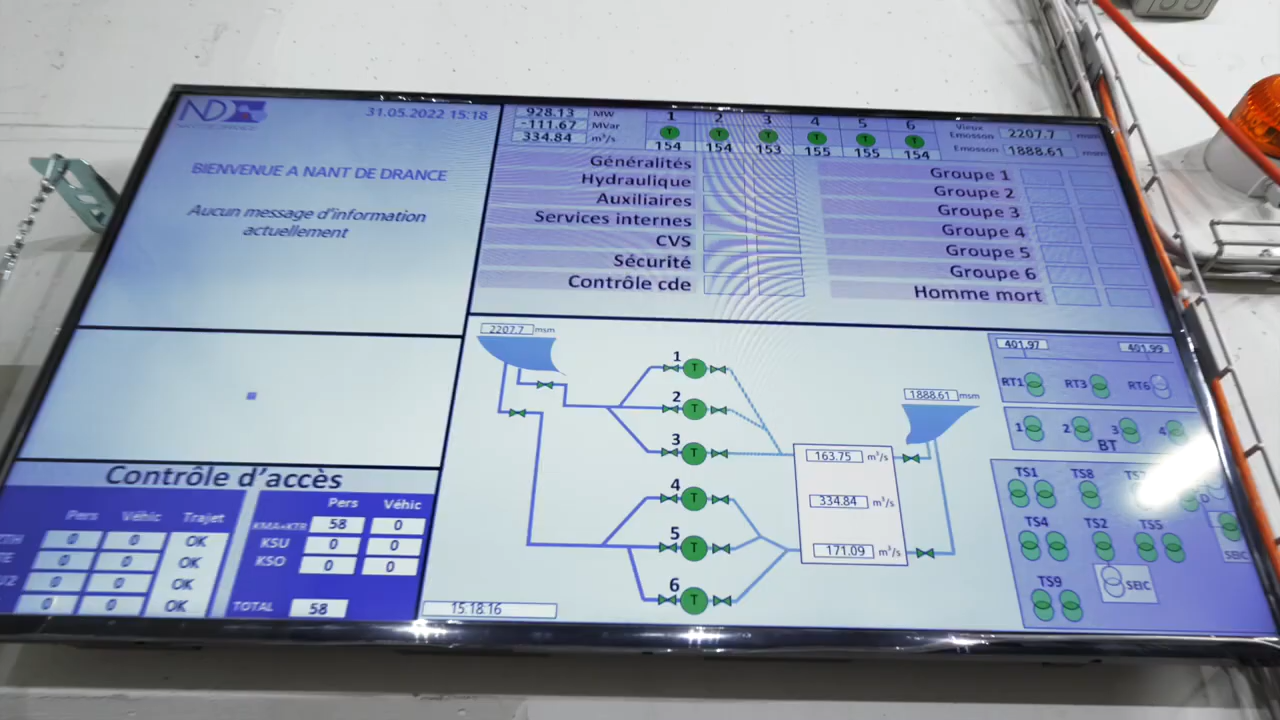 ND
31.05.2022 15:18
BIENVENUE A NANT DE DRANCE
Aucun message d'information
actuellement
928.13 MW
-111.67 MVar
334.84 m³/s
1 2 3 4 5 6
T T T T T T
154 154 153 155 155 154
Vieux
Emosson 2207.7 msm
Emosson 1888.61 msm
Généralités
Hydraulique
Auxiliaires
Services internes
CVS
Sécurité
Contrôle cde
Groupe 1
Groupe 2
Groupe 3
Groupe 4
Groupe 5
Groupe 6
Homme mort
Contrôle d'accès
Pers Véhic Trajet
0 0 OK
0 0 OK
0 0 OK
0 0 OK
Pers Véhic
KMA+KTR 58 0
KSU 0 0
KSO 0 0
TOTAL 58
2207.7 msm
1 T
2 T
3 T
4 T
5 T
6 T
163.75 m³/s
334.84 m³/s
171.09 m³/s
1888.61 msm
15:18:16
401.97 401.99
RT1 RT3 RT6
1 2 3 4
BT
TS1 TS8
TS4 TS2 TS5
SEIC
TS9 SEIC